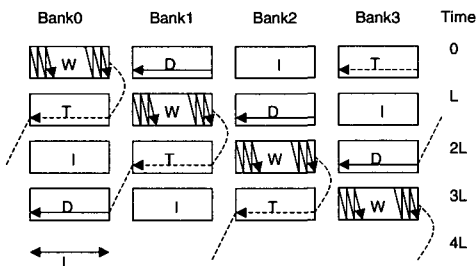 Bank0 Bank1 Bank2 Bank3 Time
0
W D I T
L
T W D I
2L
I T W D
3L
D I T W
4L
L